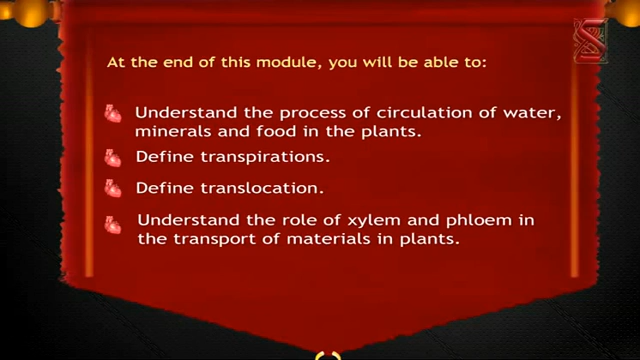 At the end of this module, you will be able to:
Understand the process of circulation of water,
minerals and food in the plants.
Define transpirations.
Define translocation.
Understand the role of xylem and phloem in
the transport of materials in plants.